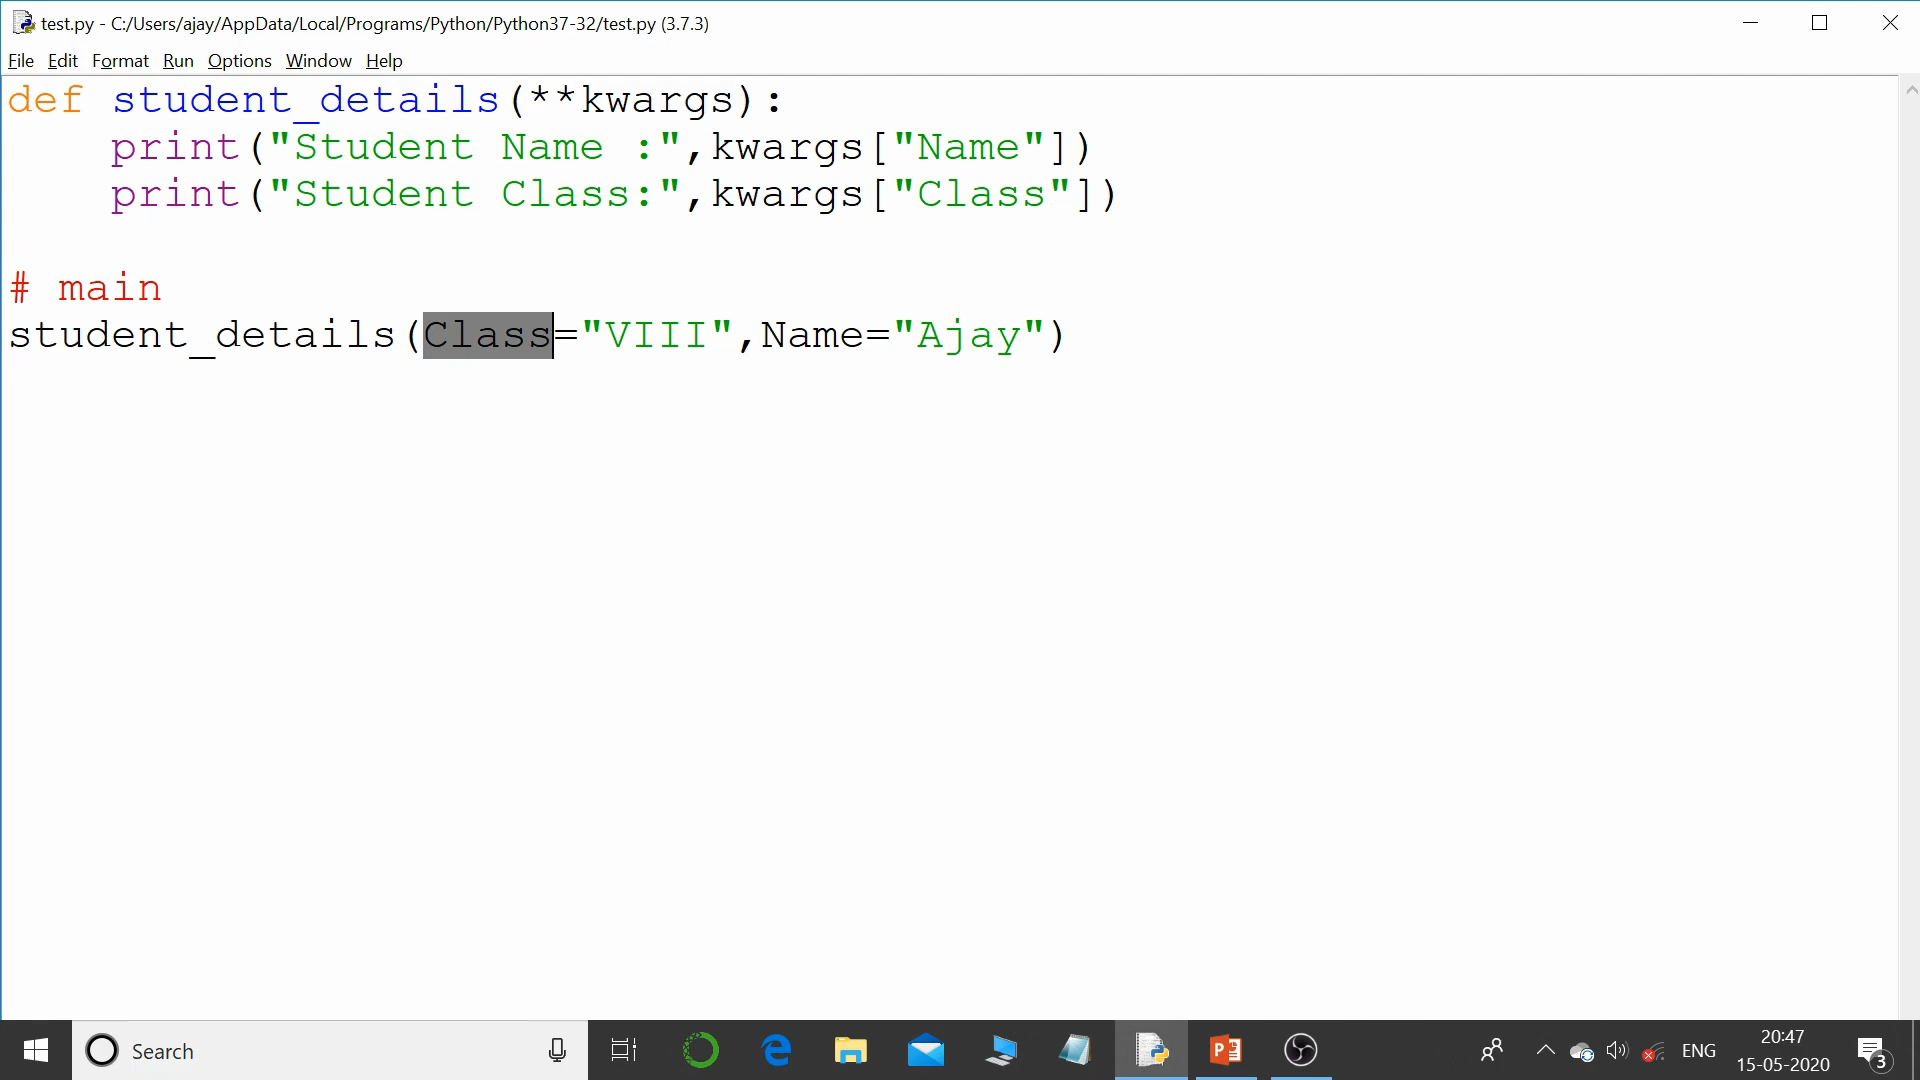 test.py - C:/Users/ajay/AppData/Local/Programs/Python/Python37-32/test.py (3.7.3)
File Edit Format Run Options Window Help
def student_details(**kwargs):
    print("Student Name :",kwargs["Name"])
    print("Student Class:",kwargs["Class"])
# main
student_details(Class="VIII",Name="Ajay")
Search
ENG
20:47
15-05-2020
3